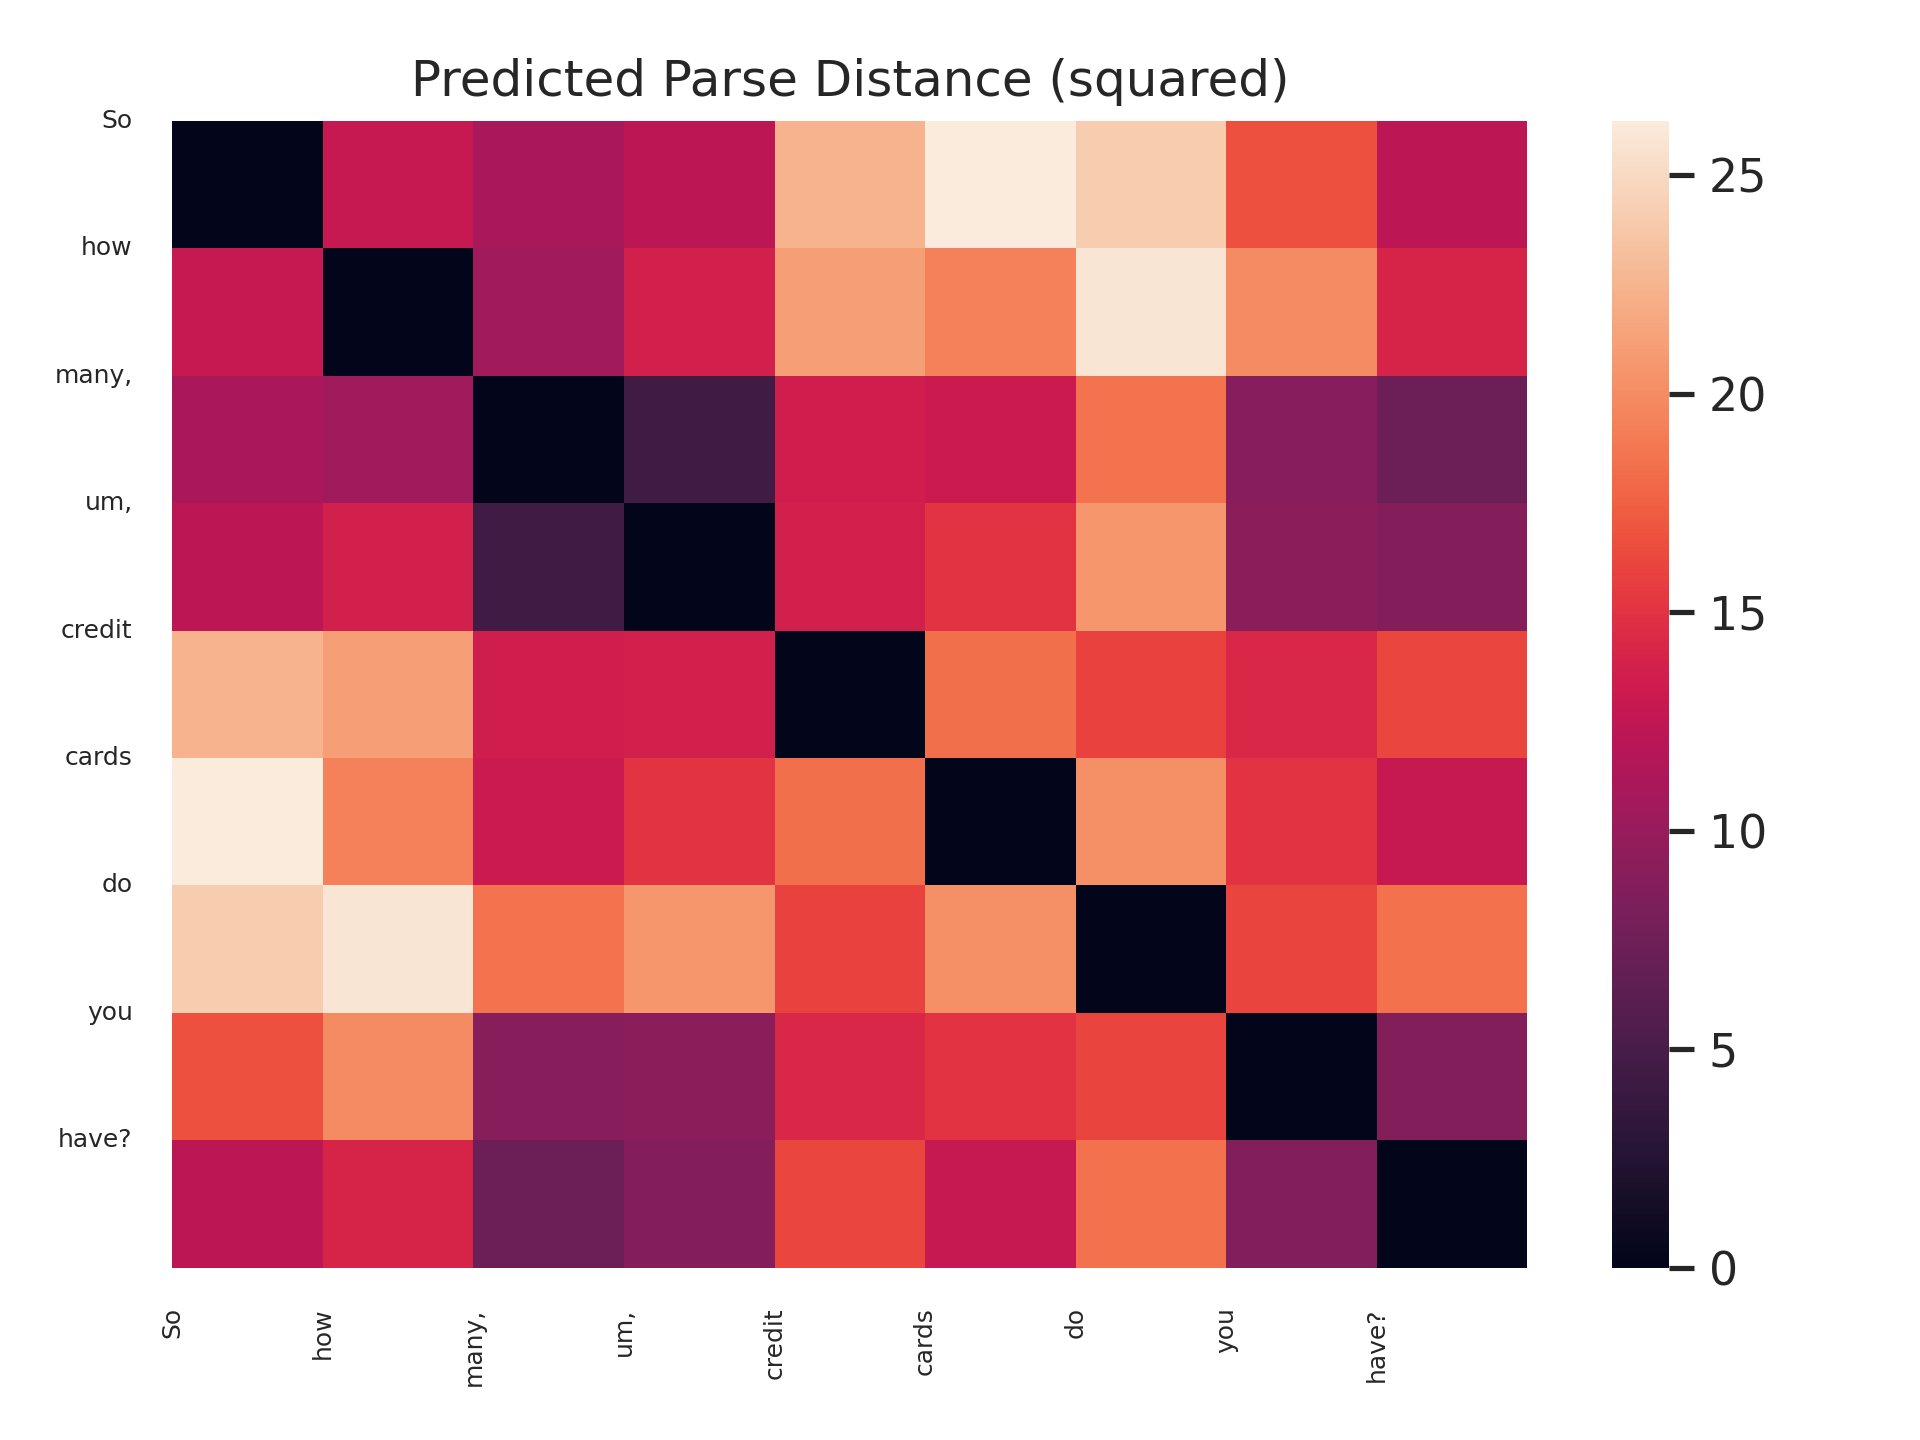 Predicted Parse Distance (squared)
So
how
many,
um,
credit
cards
do
you
have?
So
how
many,
um,
credit
cards
do
you
have?
25
20
15
10
5
0